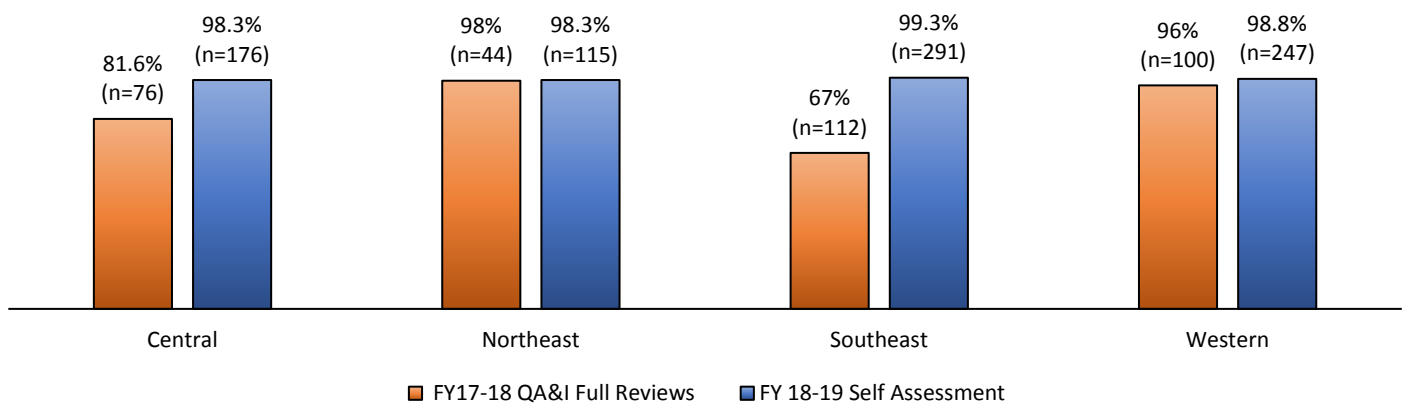 81.6%
(n=76)
98.3%
(n=176)
98%
(n=44)
98.3%
(n=115)
67%
(n=112)
99.3%
(n=291)
96%
(n=100)
98.8%
(n=247)
Central
Northeast
Southeast
Western
FY17-18 QA&I Full Reviews
FY 18-19 Self Assessment